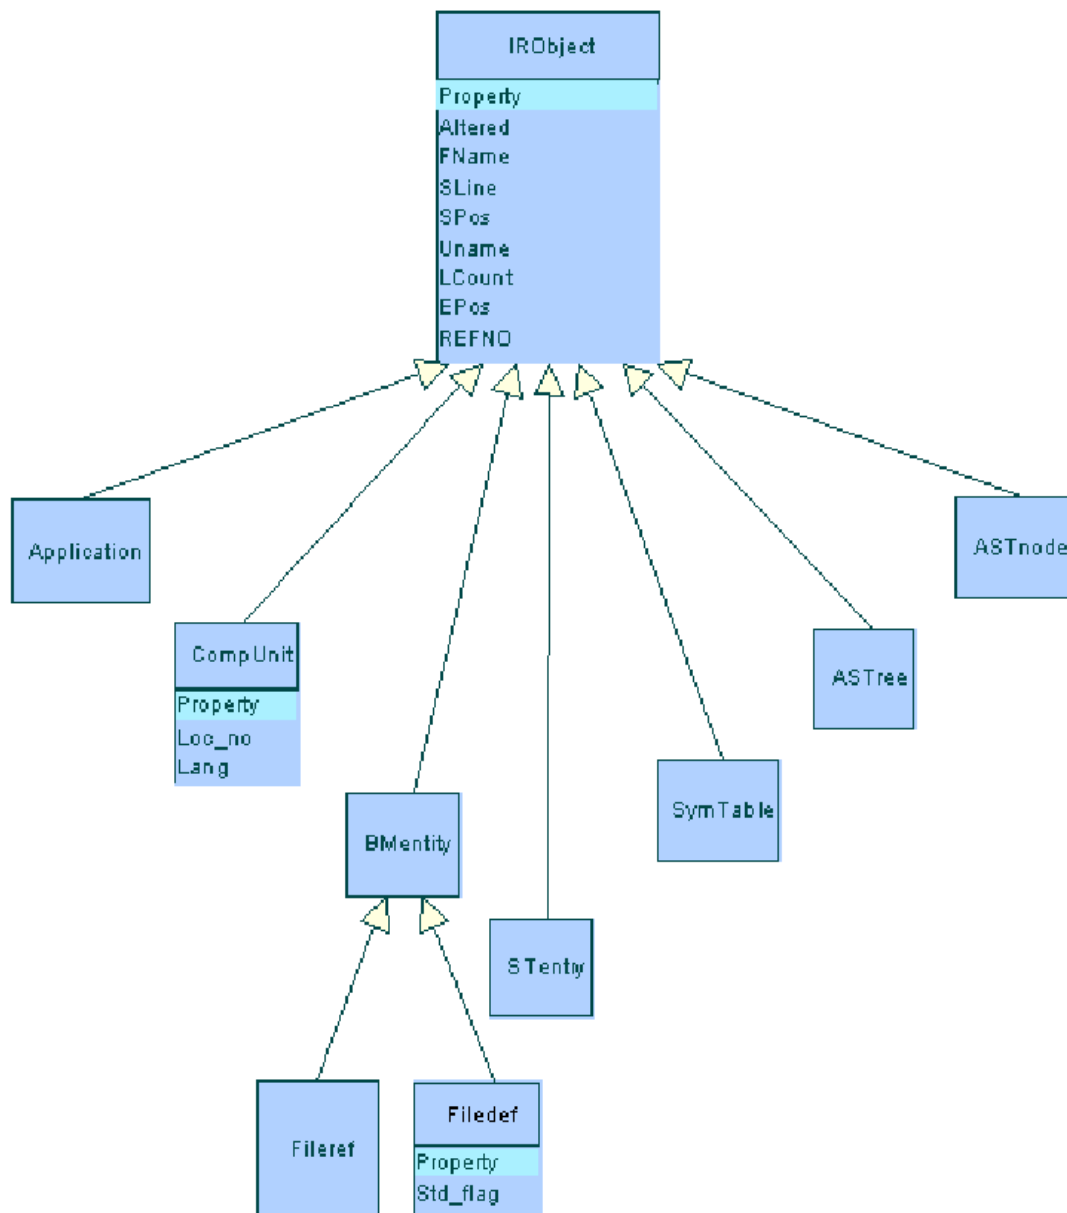 IRObject
Property
Altered
FName
SLine
SPos
Uname
LCount
EPos
REFNO
Application
ASTnode
CompUnit
Property
Loc_no
Lang
ASTree
SymTable
BMentity
STentry
Fileref
Filedef
Property
Std_flag